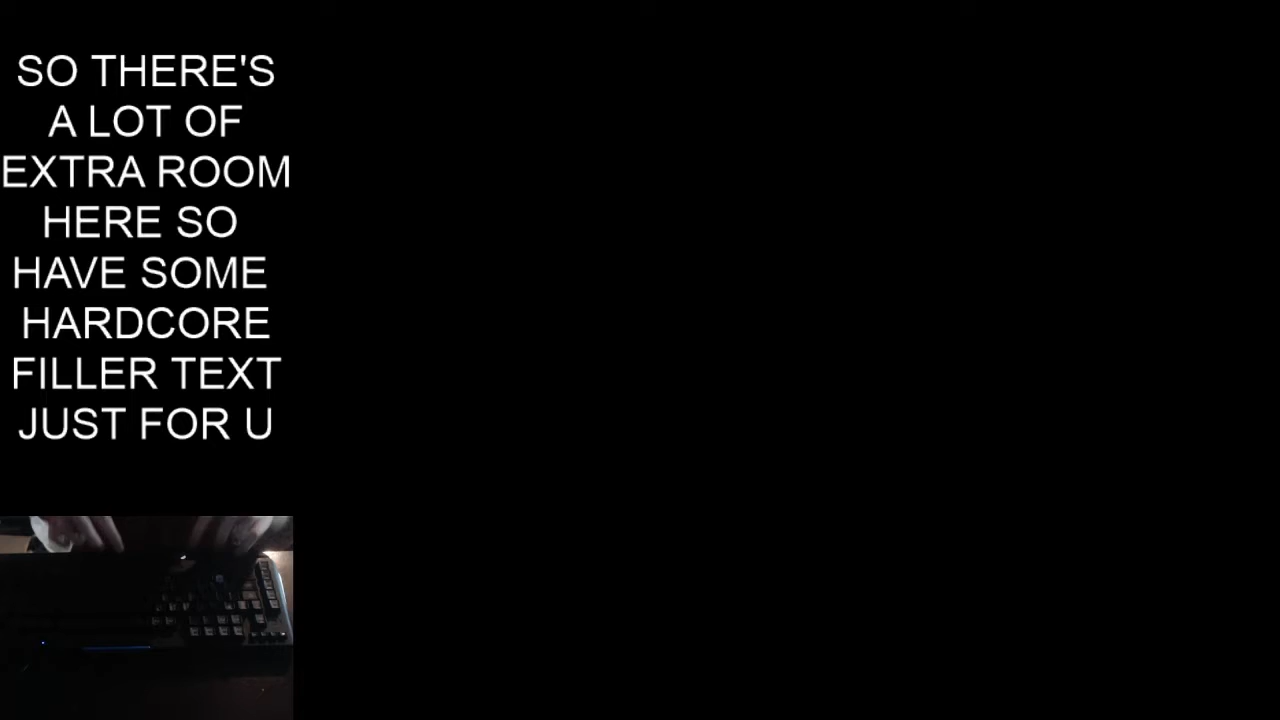 SO THERE'S
A LOT OF
EXTRA ROOM
HERE SO
HAVE SOME
HARDCORE
FILLER TEXT
JUST FOR U